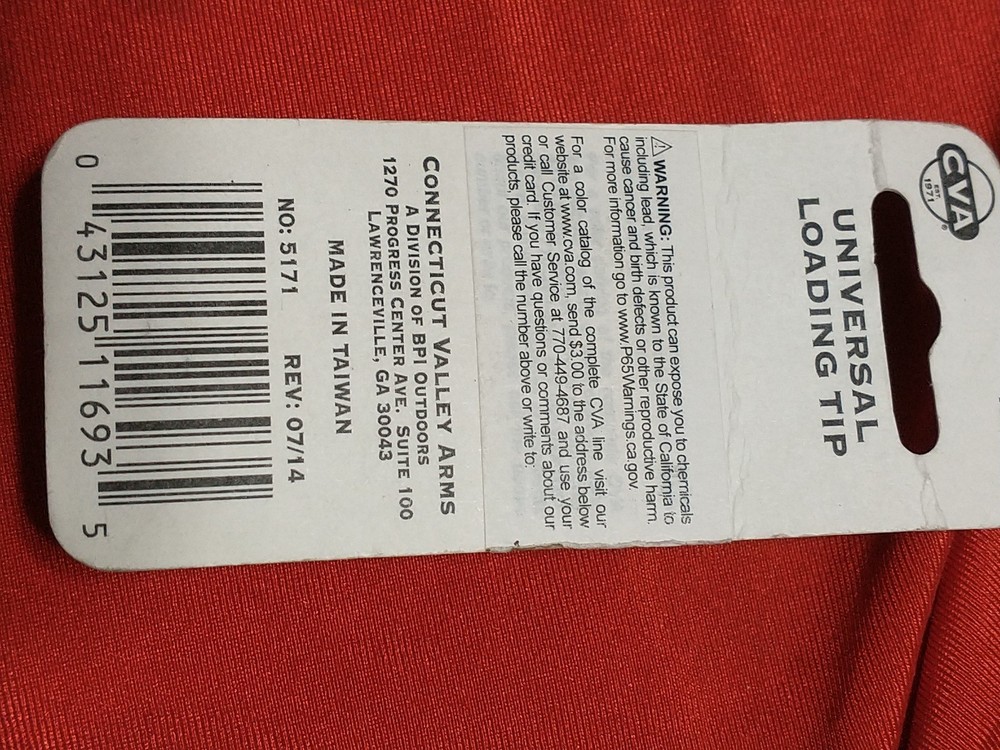 CVA®
EST.
1971
UNIVERSAL
LOADING TIP
⚠ WARNING: This product can expose you to chemicals
including lead, which is known to the State of California to
cause cancer and birth defects or other reproductive harm.
For more information go to www.P65Warnings.ca.gov.
For a color catalog of the complete CVA line visit our
website at www.cva.com, send $3.00 to the address below
or call Customer Service at 770-449-4687 and use your
credit card. If you have questions or comments about our
products, please call the number above or write to:
CONNECTICUT VALLEY ARMS
A DIVISION OF BPI OUTDOORS
1270 PROGRESS CENTER AVE. SUITE 100
LAWRENCEVILLE, GA 30043
MADE IN TAIWAN
NO: 5171 REV: 07/14
0 43125 11693 5